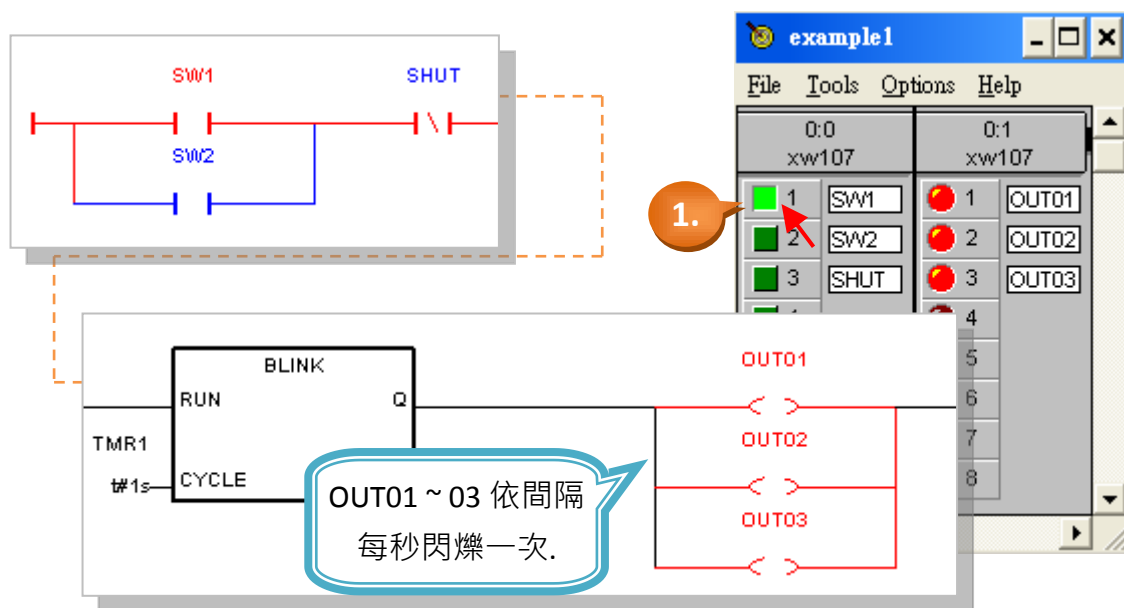 SW1
SHUT
SW2
example1
File Tools Options Help
0:0
xw107
0:1
xw107
1.
1 SW1
2 SW2
3 SHUT
1 OUT01
2 OUT02
3 OUT03
4
5
6
7
8
BLINK
RUN
Q
TMR1
t#1s
CYCLE
OUT01
OUT02
OUT03
OUT01 ~ 03 依間隔
每秒閃爍一次.